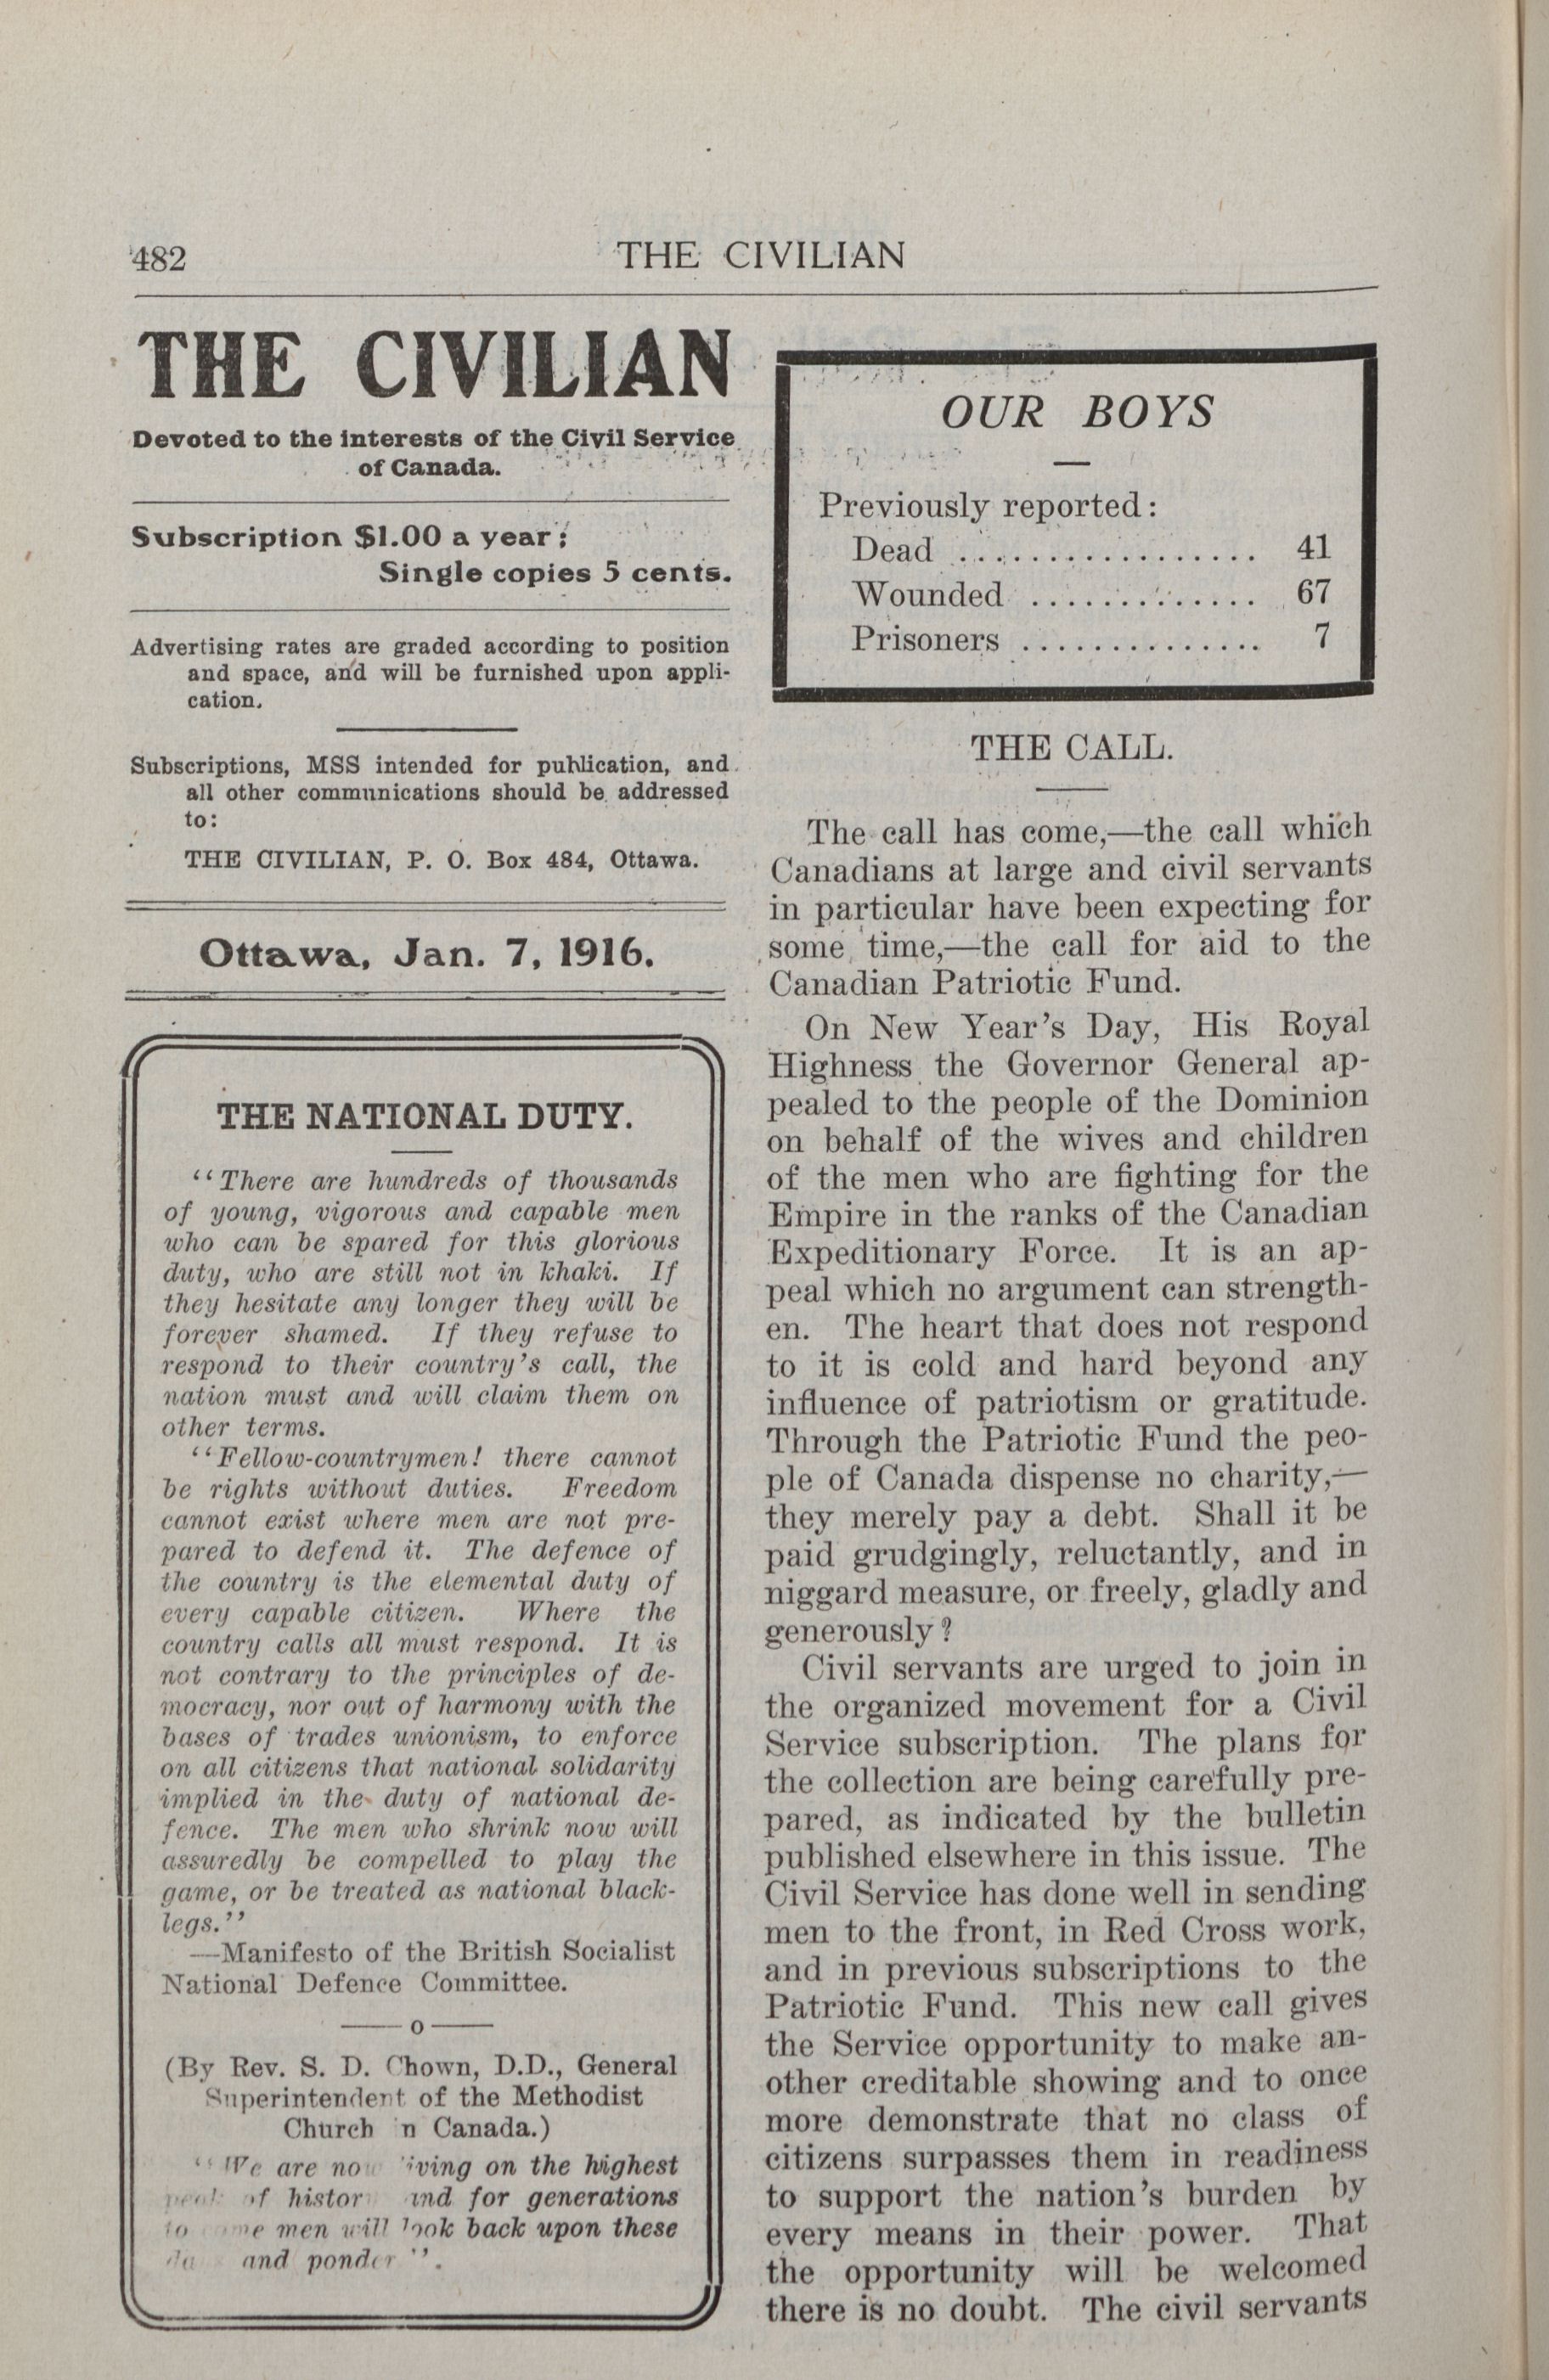 482
THE CIVILIAN
THE CIVILIAN
Devoted to the interests of the Civil Service
of Canada.
Subscription $1.00 a year;
Single copies 5 cents.
Advertising rates are graded according to position
and space, and will be furnished upon appli-
cation.
Subscriptions, MSS intended for publication, and
all other communications should be addressed
to:
THE CIVILIAN, P. O. Box 484, Ottawa.
Ottawa, Jan. 7, 1916.
THE NATIONAL DUTY.
"There are hundreds of thousands
of young, vigorous and capable men
who can be spared for this glorious
duty, who are still not in khaki. If
they hesitate any longer they will be
forever shamed. If they refuse to
respond to their country's call, the
nation must and will claim them on
other terms.
"Fellow-countrymen! there cannot
be rights without duties. Freedom
cannot exist where men are not pre-
pared to defend it. The defence of
the country is the elemental duty of
every capable citizen. Where the
country calls all must respond. It is
not contrary to the principles of de-
mocracy, nor out of harmony with the
bases of trades unionism, to enforce
on all citizens that national solidarity
implied in the duty of national de-
fence. The men who shrink now will
assuredly be compelled to play the
game, or be treated as national black-
legs."
—Manifesto of the British Socialist
National Defence Committee.
——o——
(By Rev. S. D. Chown, D.D., General
Superintendent of the Methodist
Church in Canada.)
"We are now living on the highest
peak of history and for generations
to come men will look back upon these
and ponder".
OUR BOYS
Previously reported:
Dead ................. 41
Wounded ............. 67
Prisoners .............. 7
THE CALL.
The call has come,—the call which
Canadians at large and civil servants
in particular have been expecting for
some time,—the call for aid to the
Canadian Patriotic Fund.
On New Year's Day, His Royal
Highness the Governor General ap-
pealed to the people of the Dominion
on behalf of the wives and children
of the men who are fighting for the
Empire in the ranks of the Canadian
Expeditionary Force. It is an ap-
peal which no argument can strength-
en. The heart that does not respond
to it is cold and hard beyond any
influence of patriotism or gratitude.
Through the Patriotic Fund the peo-
ple of Canada dispense no charity,—
they merely pay a debt. Shall it be
paid grudgingly, reluctantly, and in
niggard measure, or freely, gladly and
generously?
Civil servants are urged to join in
the organized movement for a Civil
Service subscription. The plans for
the collection are being carefully pre-
pared, as indicated by the bulletin
published elsewhere in this issue. The
Civil Service has done well in sending
men to the front, in Red Cross work,
and in previous subscriptions to the
Patriotic Fund. This new call gives
the Service opportunity to make an-
other creditable showing and to once
more demonstrate that no class of
citizens surpasses them in readiness
to support the nation's burden by
every means in their power. That
the opportunity will be welcomed
there is no doubt. The civil servants